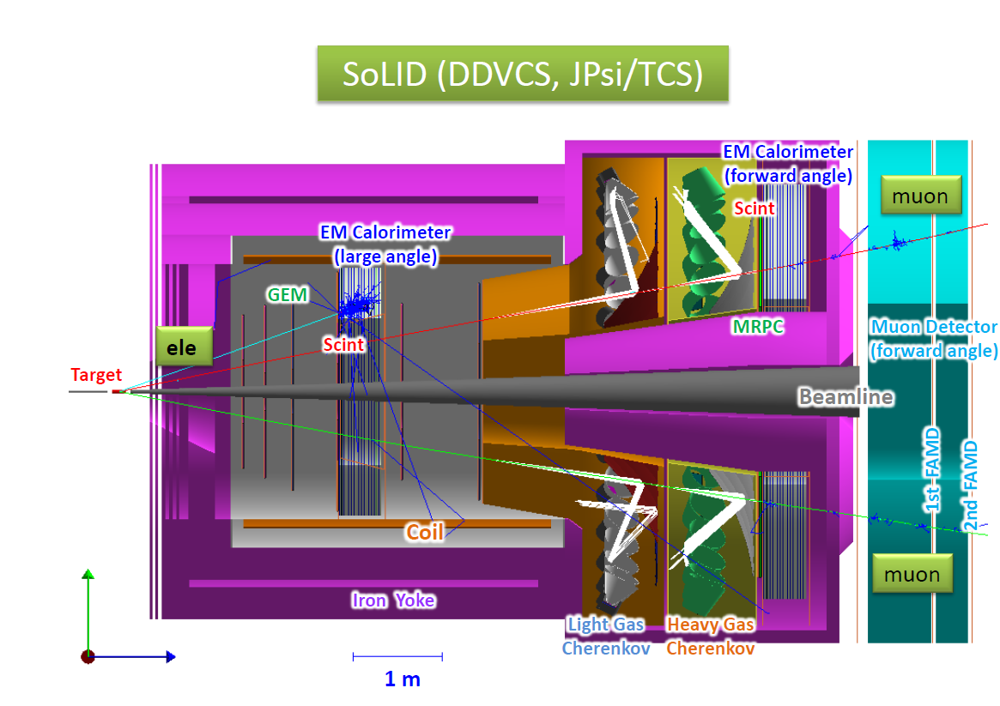 SoLID (DDVCS, JPsi/TCS)
EM Calorimeter
(forward angle)
muon
Scint
EM Calorimeter
(large angle)
GEM
MRPC
Muon Detector
(forward angle)
ele
Scint
Target
Beamline
1st FAMD
2nd FAMD
Coil
muon
Iron Yoke
Light Gas
Cherenkov
Heavy Gas
Cherenkov
1 m